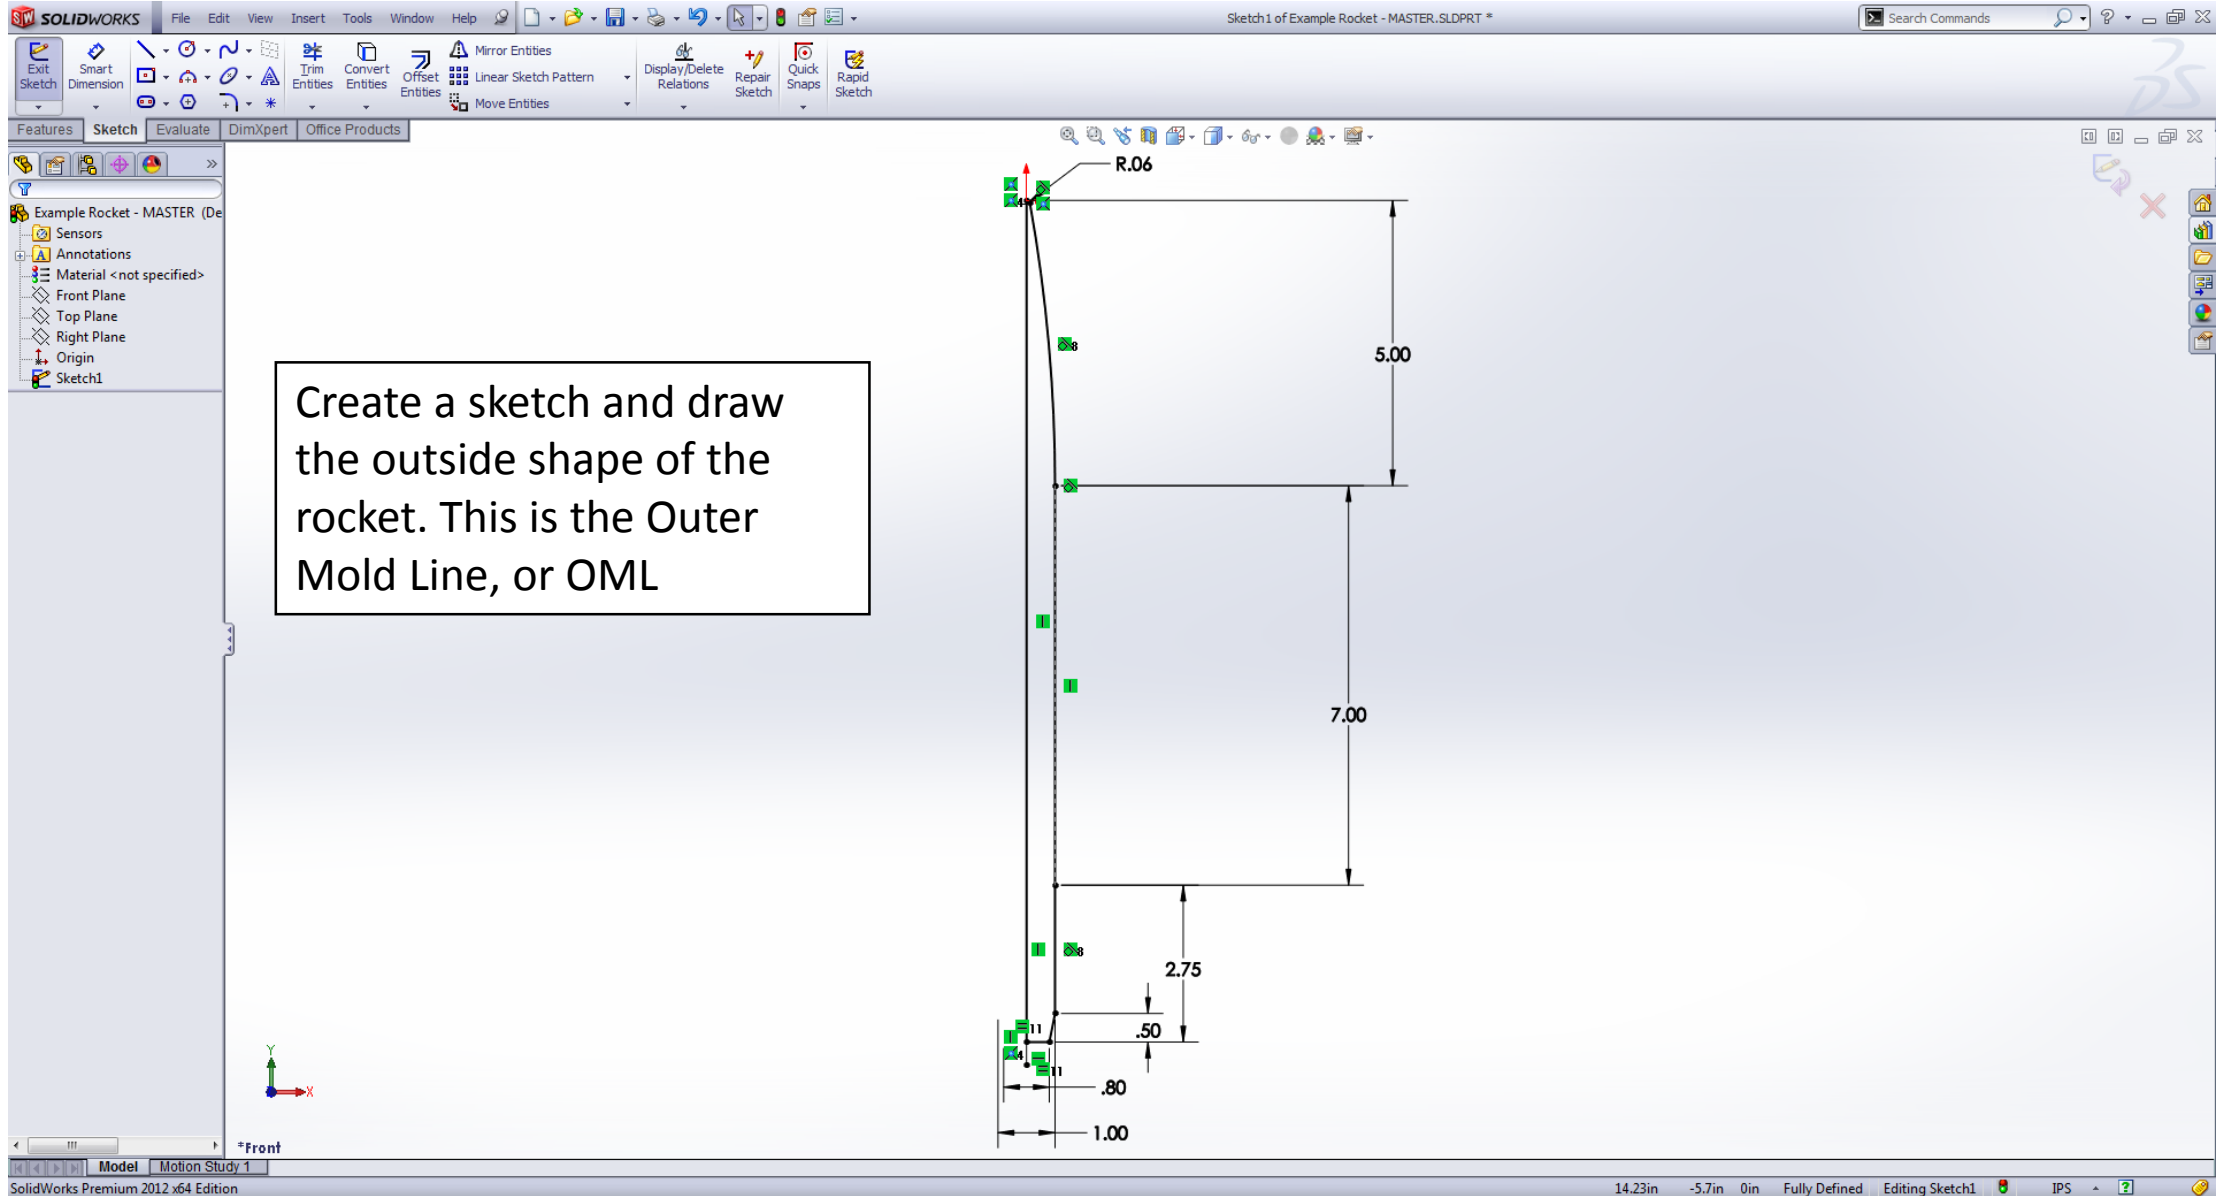 SOLIDWORKS File Edit View Insert Tools Window Help Sketch1 of Example Rocket - MASTER.SLDPRT * Search Commands ?
Exit Sketch
Smart Dimension
Trim Entities
Convert Entities
Offset Entities
Mirror Entities
Linear Sketch Pattern
Move Entities
Display/Delete Relations
Repair Sketch
Quick Snaps
Rapid Sketch
Features Sketch Evaluate DimXpert Office Products
Example Rocket - MASTER (De
Sensors
Annotations
Material <not specified>
Front Plane
Top Plane
Right Plane
Origin
Sketch1
Create a sketch and draw
the outside shape of the
rocket. This is the Outer
Mold Line, or OML
R.06
5.00
8
7.00
8
2.75
11
.50
4
11
.80
1.00
Y
X
*Front
Model Motion Study 1
SolidWorks Premium 2012 x64 Edition 14.23in -5.7in 0in Fully Defined Editing Sketch1 IPS ?